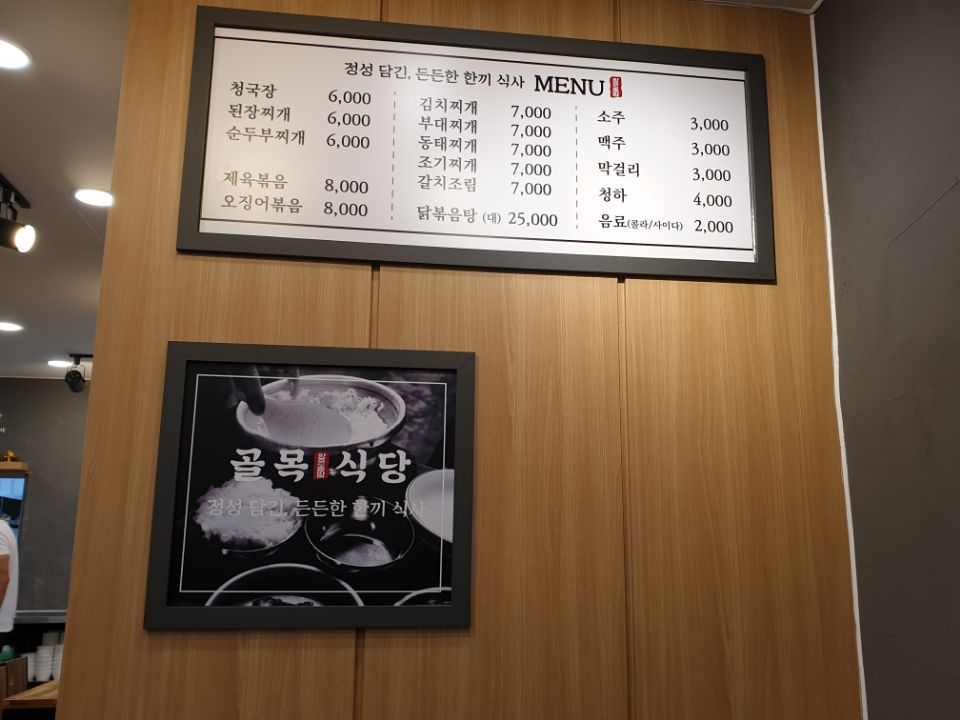 정성 담긴, 든든한 한끼 식사 MENU
청국장 6,000
된장찌개 6,000
순두부찌개 6,000
제육볶음 8,000
오징어볶음 8,000
김치찌개 7,000
부대찌개 7,000
동태찌개 7,000
조기찌개 7,000
갈치조림 7,000
닭볶음탕 (대) 25,000
소주 3,000
맥주 3,000
막걸리 3,000
청하 4,000
음료(콜라/사이다) 2,000
골목 식당
정성 담긴, 든든한 한끼 식사